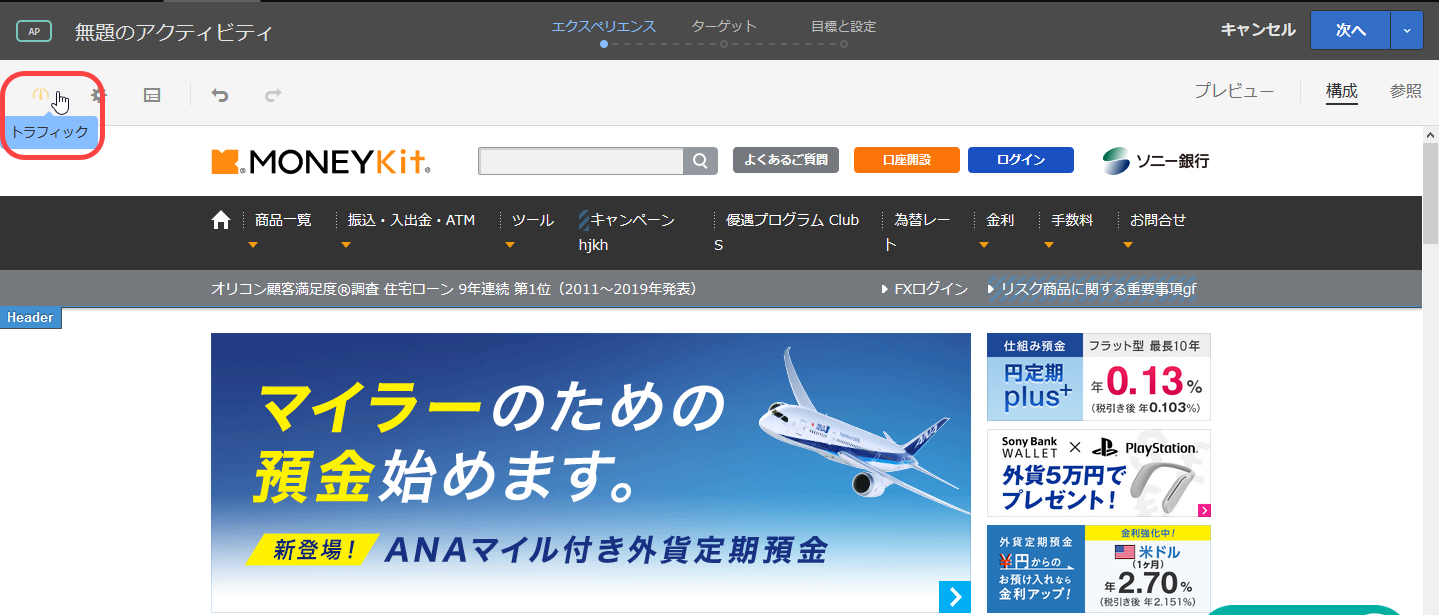 AP 無題のアクティビティ エクスペリエンス ターゲット 目標と設定 キャンセル 次へ
プレビュー 構成 参照
トラフィック
MONEYKit® よくあるご質問 口座開設 ログイン ソニー銀行
商品一覧 振込・入出金・ATM ツール キャンペーン 優遇プログラム Club 為替レー 金利 手数料 お問合せ
hjkh S ト
オリコン顧客満足度®調査 住宅ローン 9年連続 第1位（2011～2019年発表） FXログイン リスク商品に関する重要事項gf
Header
マイラーのための
預金始めます。
新登場！ ANAマイル付き外貨定期預金
ANA
仕組み預金 フラット型 最長10年
円定期
plus+
年0.13%
（税引き後 年0.103%）
Sony Bank
WALLET × PlayStation.
外貨5万円で
プレゼント！
外貨定期預金
¥円からの
お預け入れなら
金利アップ！
金利強化中！
米ドル
（1ヶ月）
年2.70%
（税引き後 年2.151%）